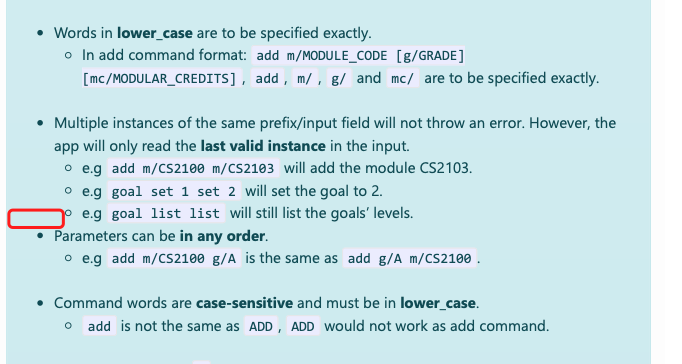 • Words in lower_case are to be specified exactly.
◦ In add command format: add m/MODULE_CODE [g/GRADE]
[mc/MODULAR_CREDITS] , add , m/ , g/ and mc/ are to be specified exactly.
• Multiple instances of the same prefix/input field will not throw an error. However, the
app will only read the last valid instance in the input.
◦ e.g add m/CS2100 m/CS2103 will add the module CS2103.
◦ e.g goal set 1 set 2 will set the goal to 2.
◦ e.g goal list list will still list the goals’ levels.
• Parameters can be in any order.
◦ e.g add m/CS2100 g/A is the same as add g/A m/CS2100 .
• Command words are case-sensitive and must be in lower_case.
◦ add is not the same as ADD , ADD would not work as add command.